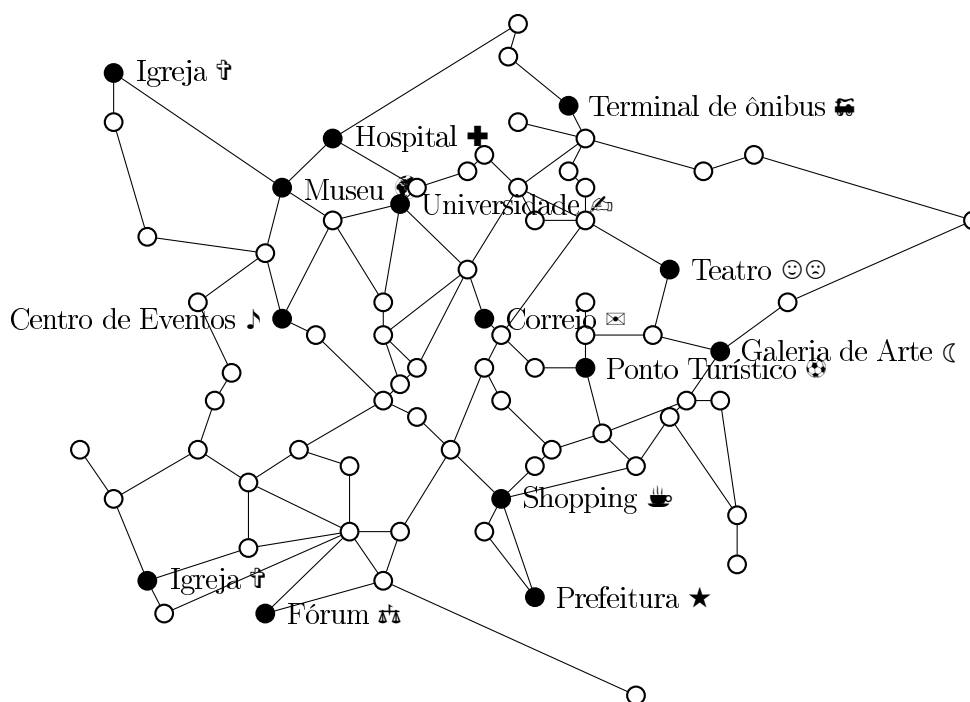 Igreja ✞
Terminal de ônibus
Hospital ✚
Museu
Universidade ✍
Teatro ☺☹
Centro de Eventos ♪
Correio ✉
Galeria de Arte ☾
Ponto Turístico ⚽
Shopping ☕
Igreja ✞
Prefeitura ★
Fórum ⚖